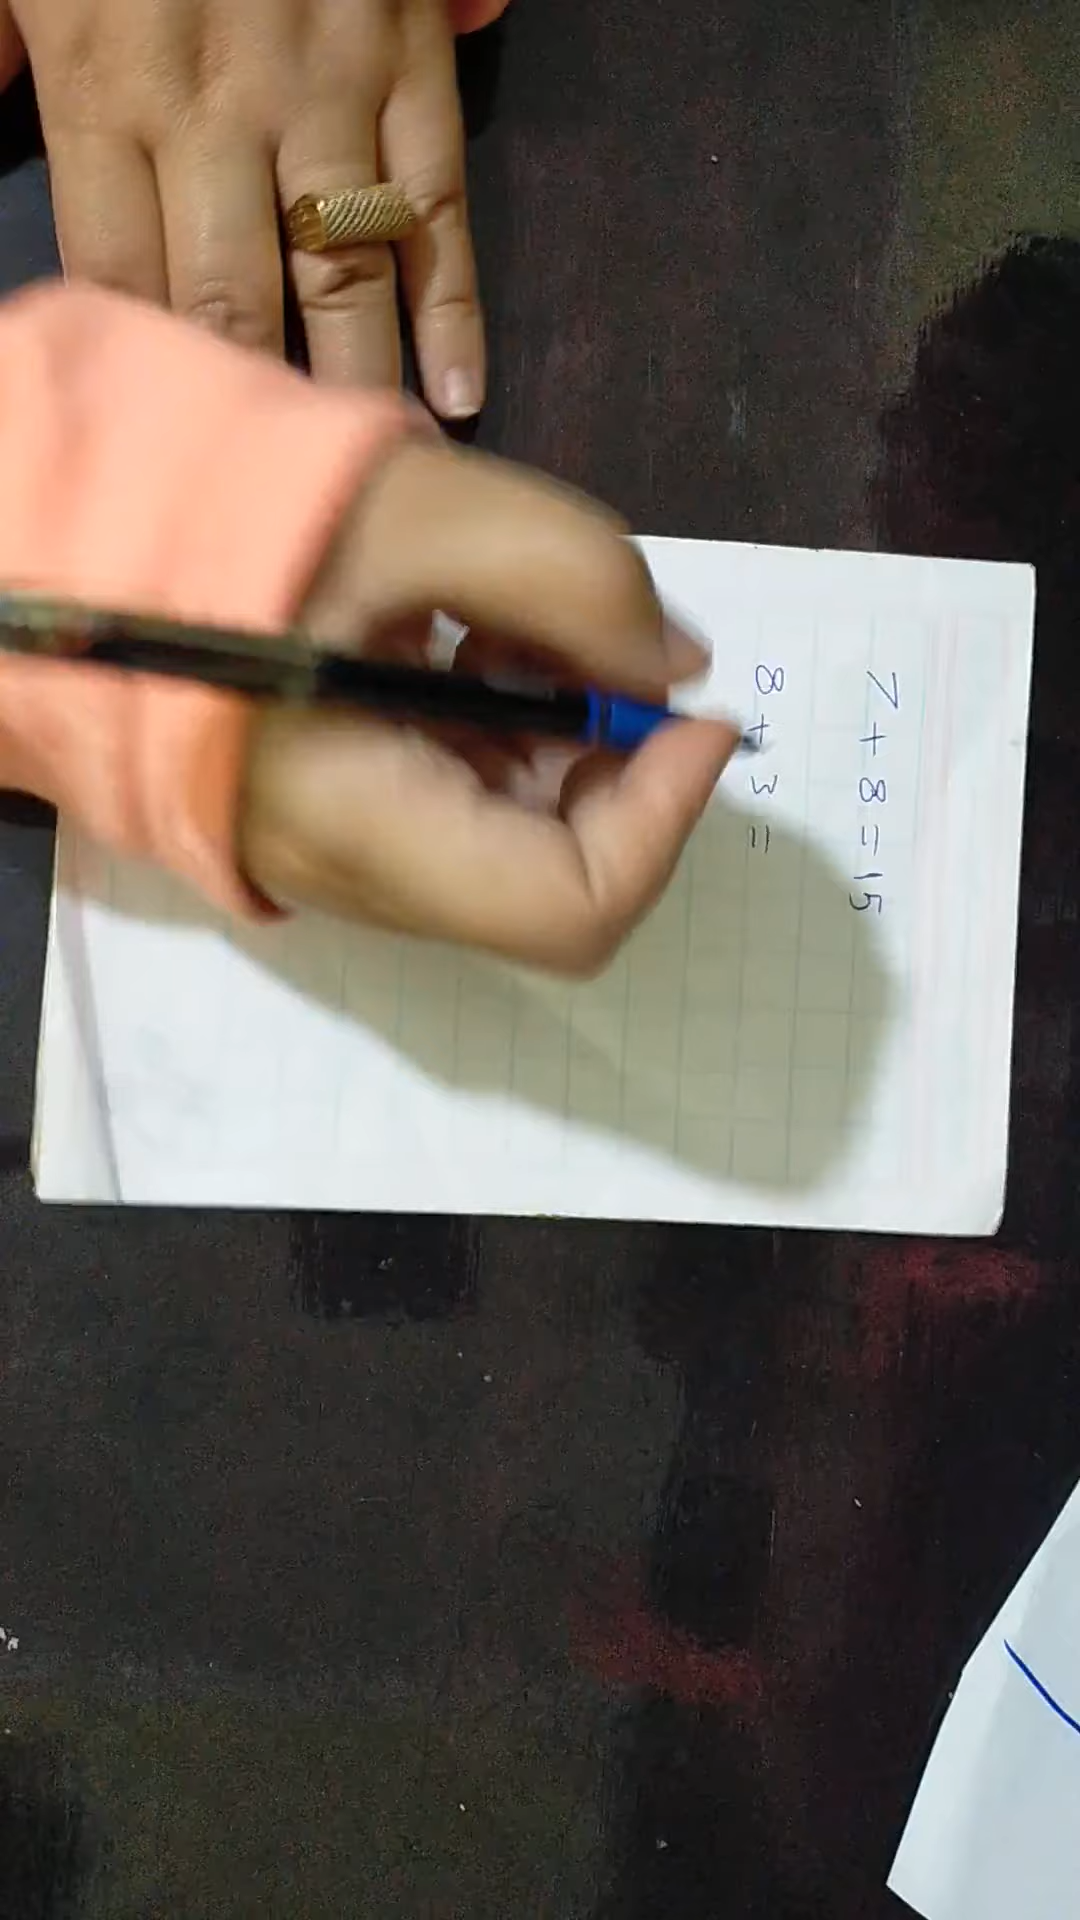 7 + 8 = 15
8 + 3 =